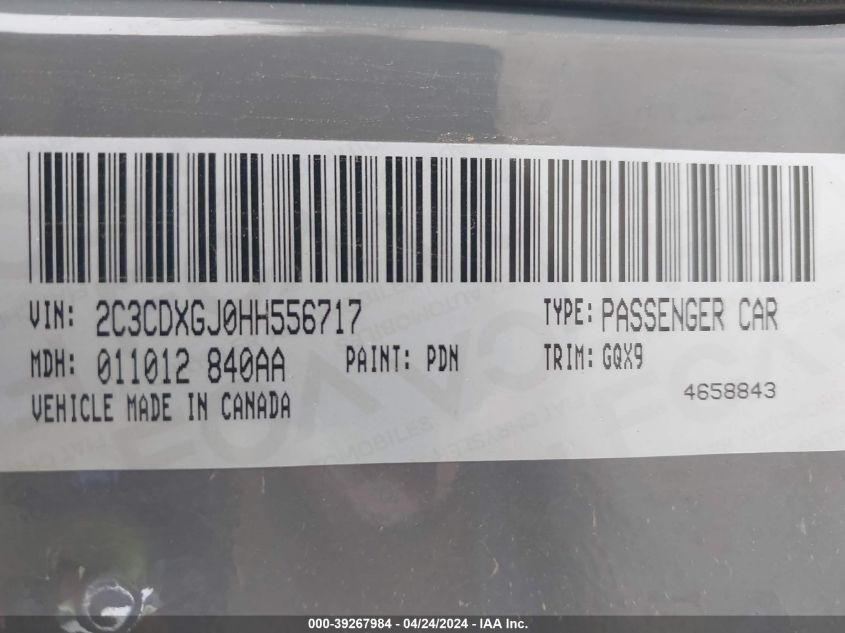 VIN: 2C3CDXGJ0HH556717 TYPE: PASSENGER CAR
MDH: 011012 840AA PAINT: PDN TRIM: GQX9
VEHICLE MADE IN CANADA 4658843
000-39267984 - 04/24/2024 - IAA Inc.